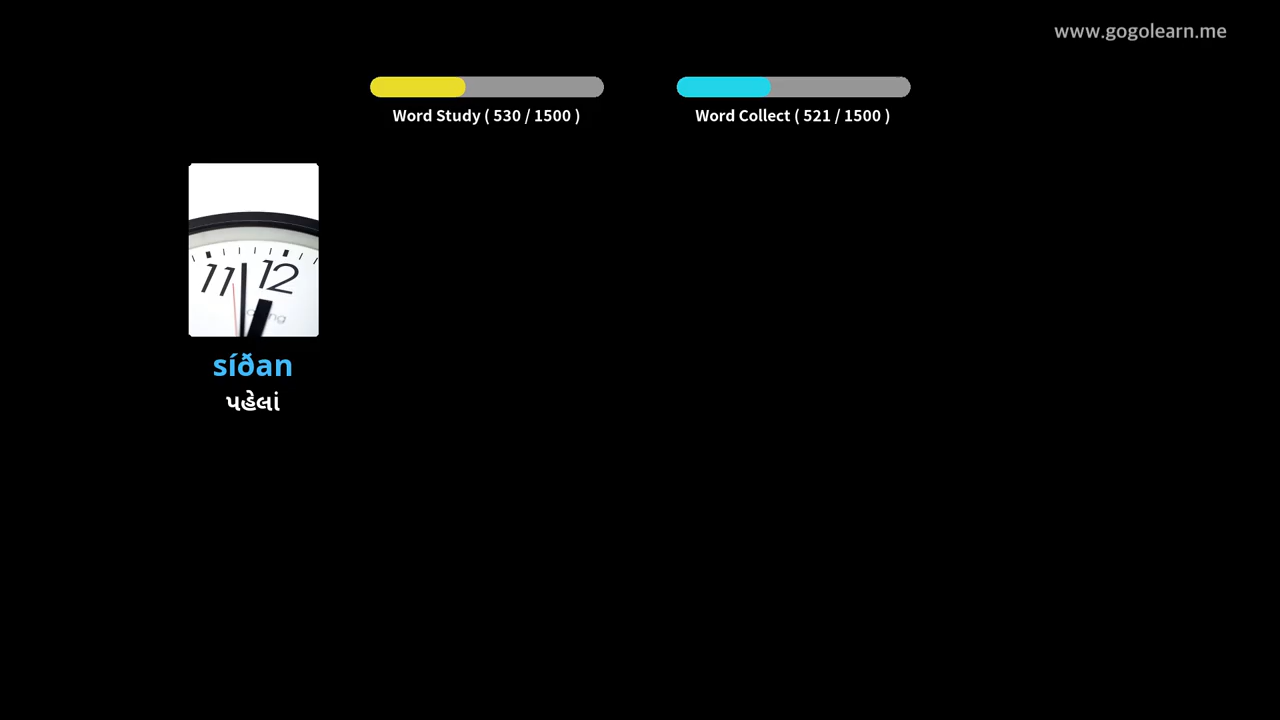 www.gogolearn.me
Word Study ( 530 / 1500 )
Word Collect ( 521 / 1500 )
11 12
síðan
પહેલાં